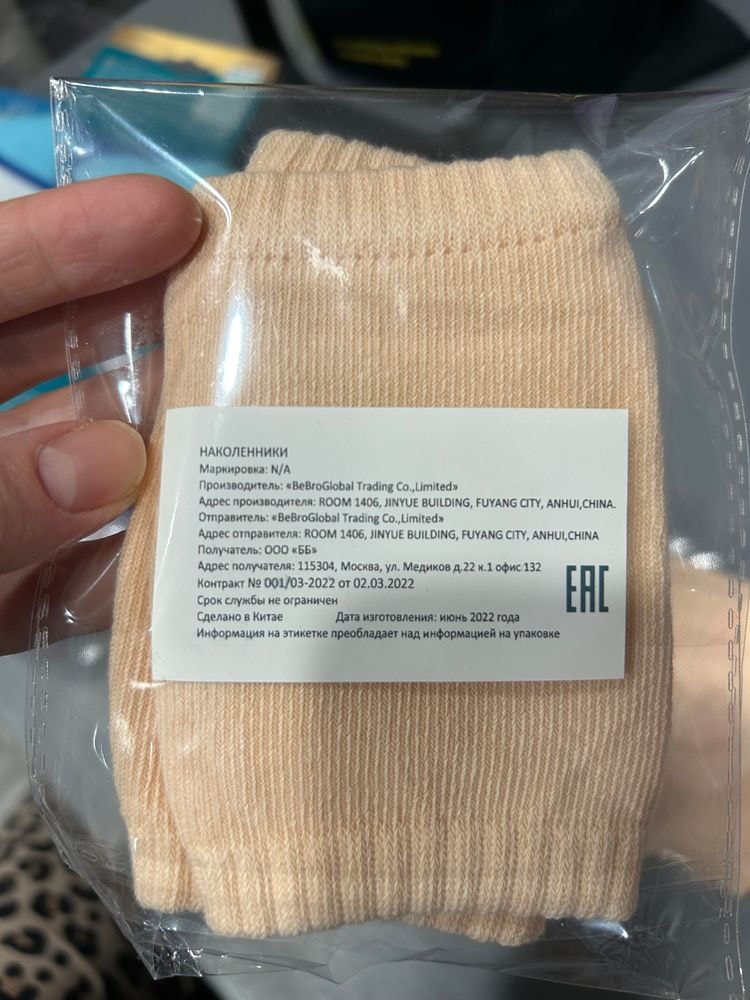 НАКОЛЕННИКИ
Маркировка: N/A
Производитель: «BeBroGlobal Trading Co.,Limited»
Адрес производителя: ROOM 1406, JINYUE BUILDING, FUYANG CITY, ANHUI,CHINA.
Отправитель: «BeBroGlobal Trading Co.,Limited»
Адрес отправителя: ROOM 1406, JINYUE BUILDING, FUYANG CITY, ANHUI,CHINA
Получатель: ООО «ББ»
Адрес получателя: 115304, Москва, ул. Медиков д.22 к.1 офис 132
Контракт № 001/03-2022 от 02.03.2022
EAC
Срок службы не ограничен
Сделано в Китае Дата изготовления: июнь 2022 года
Информация на этикетке преобладает над информацией на упаковке